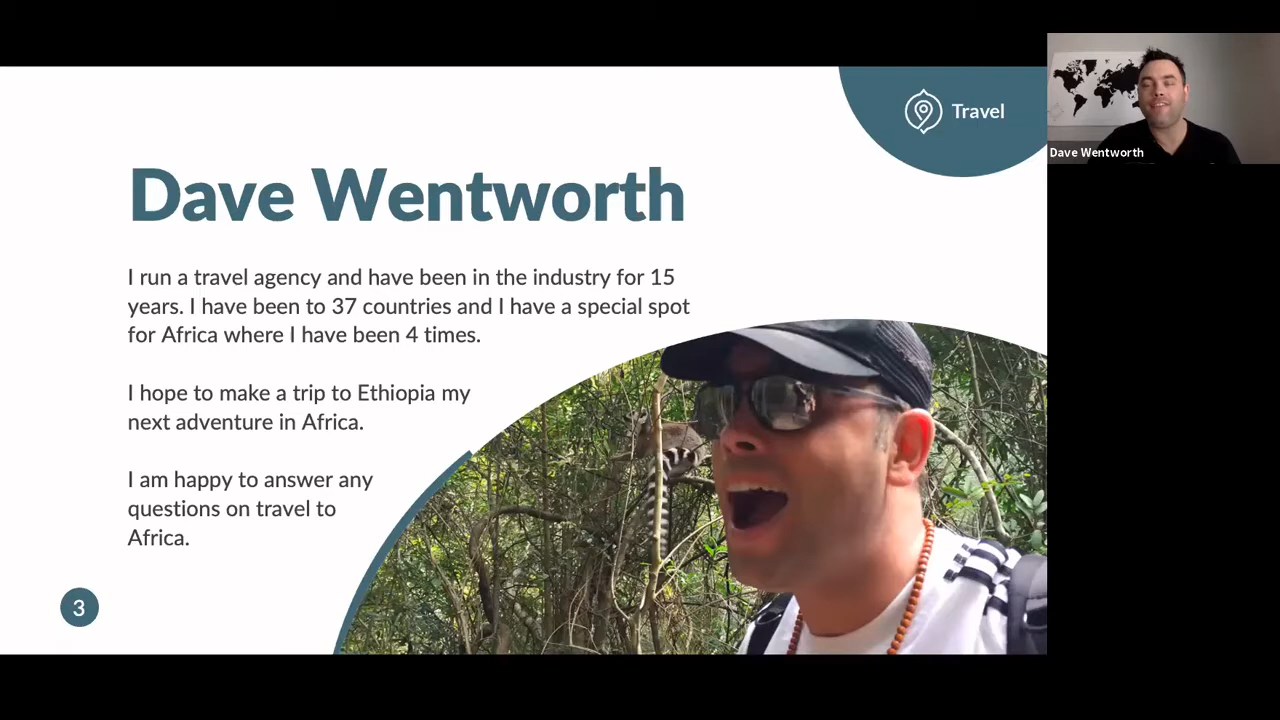 Travel
Dave Wentworth
Dave Wentworth
I run a travel agency and have been in the industry for 15
years. I have been to 37 countries and I have a special spot
for Africa where I have been 4 times.
I hope to make a trip to Ethiopia my
next adventure in Africa.
I am happy to answer any
questions on travel to
Africa.
3